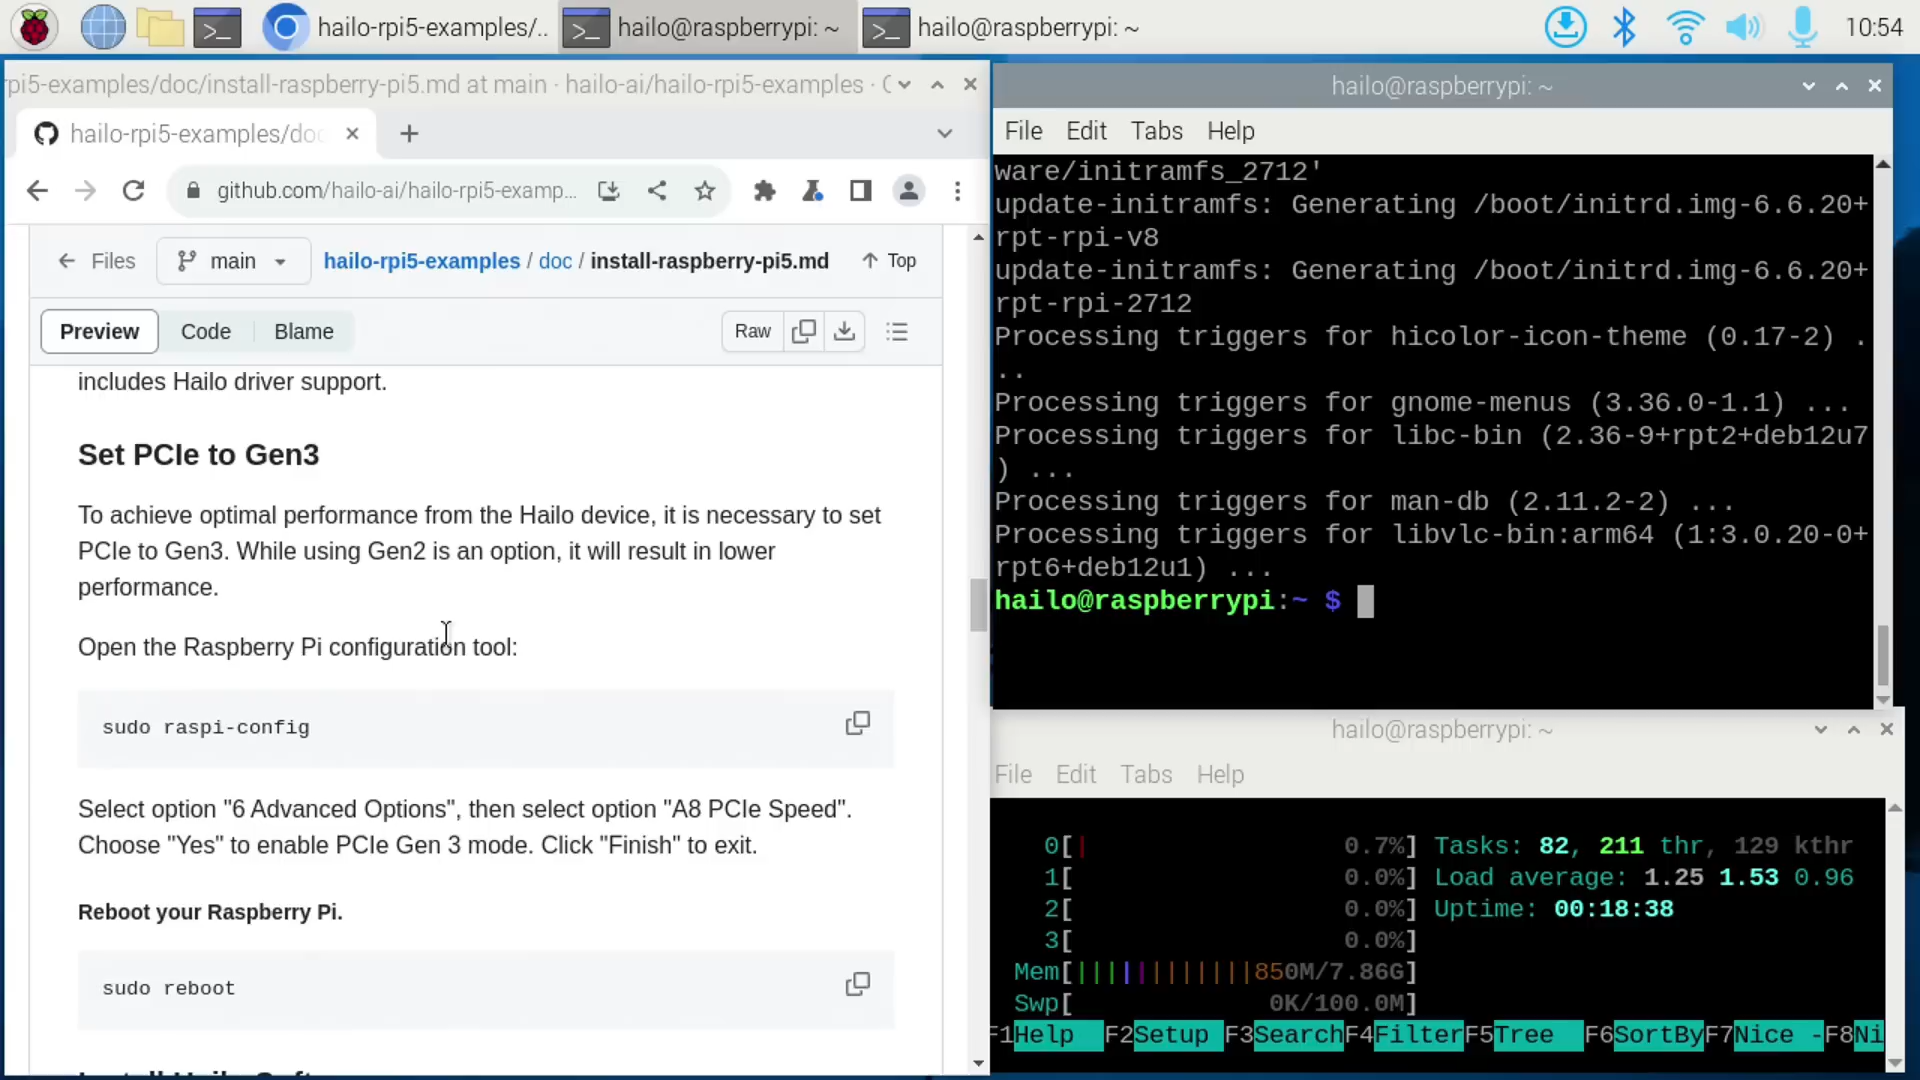 hailo-rpi5-examples/..
hailo@raspberrypi: ~
hailo@raspberrypi: ~
10:54
rpi5-examples/doc/install-raspberry-pi5.md at main · hailo-ai/hailo-rpi5-examples · (
hailo-rpi5-examples/doc
github.com/hailo-ai/hailo-rpi5-examp...
Files
main
hailo-rpi5-examples / doc / install-raspberry-pi5.md
Top
Preview
Code
Blame
Raw
includes Hailo driver support.
Set PCIe to Gen3
To achieve optimal performance from the Hailo device, it is necessary to set
PCIe to Gen3. While using Gen2 is an option, it will result in lower
performance.
Open the Raspberry Pi configuration tool:
sudo raspi-config
Select option "6 Advanced Options", then select option "A8 PCIe Speed".
Choose "Yes" to enable PCIe Gen 3 mode. Click "Finish" to exit.
Reboot your Raspberry Pi.
sudo reboot
hailo@raspberrypi: ~
File Edit Tabs Help
ware/initramfs_2712'
update-initramfs: Generating /boot/initrd.img-6.6.20+
rpt-rpi-v8
update-initramfs: Generating /boot/initrd.img-6.6.20+
rpt-rpi-2712
Processing triggers for hicolor-icon-theme (0.17-2) .
..
Processing triggers for gnome-menus (3.36.0-1.1) ...
Processing triggers for libc-bin (2.36-9+rpt2+deb12u7
) ...
Processing triggers for man-db (2.11.2-2) ...
Processing triggers for libvlc-bin:arm64 (1:3.0.20-0+
rpt6+deb12u1) ...
hailo@raspberrypi:~ $
hailo@raspberrypi: ~
File Edit Tabs Help
0[| 0.7%] Tasks: 82, 211 thr, 129 kthr
1[ 0.0%] Load average: 1.25 1.53 0.96
2[ 0.0%] Uptime: 00:18:38
3[ 0.0%]
Mem[||||||||||||850M/7.86G]
Swp[ 0K/100.0M]
F1Help F2Setup F3SearchF4FilterF5Tree F6SortByF7Nice -F8Ni